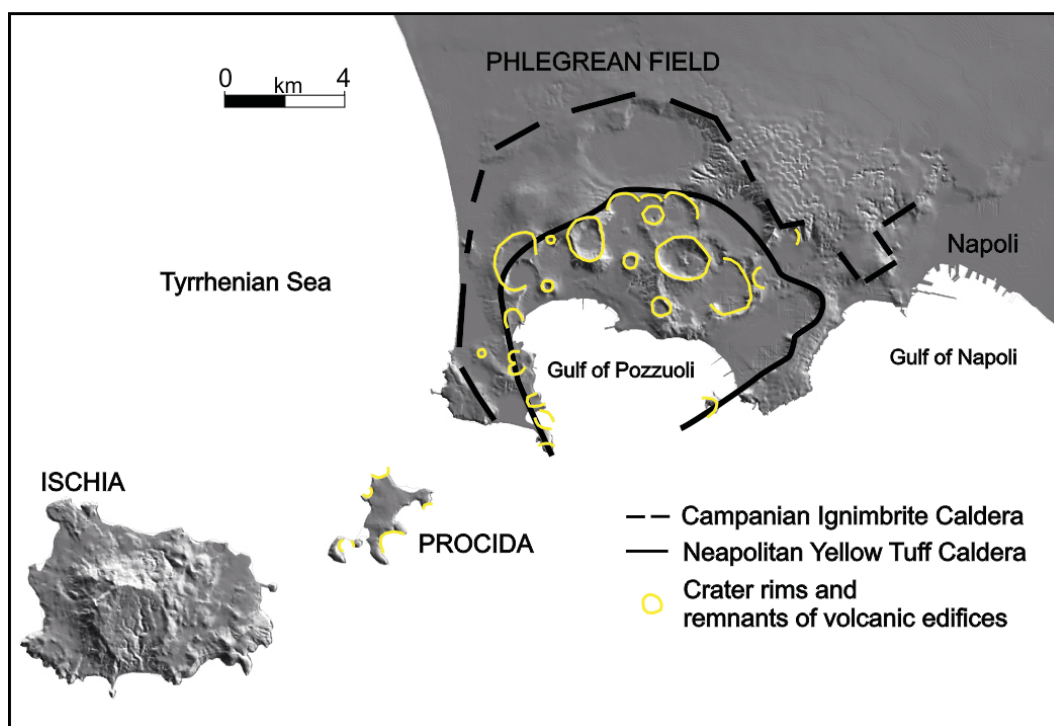 PHLEGREAN FIELD
0 4
km
Napoli
Tyrrhenian Sea
Gulf of Pozzuoli
Gulf of Napoli
ISCHIA
PROCIDA
Campanian Ignimbrite Caldera
Neapolitan Yellow Tuff Caldera
Crater rims and
remnants of volcanic edifices